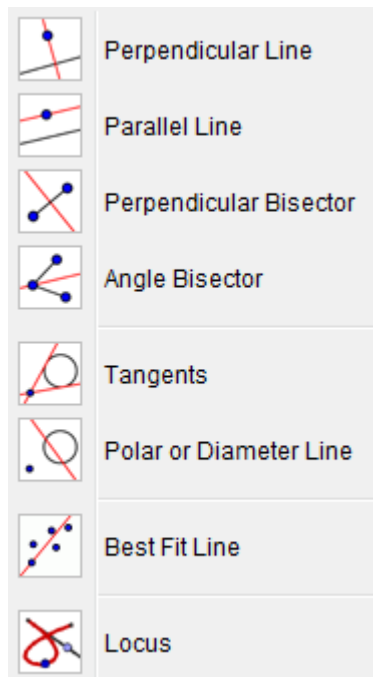 Perpendicular Line
Parallel Line
Perpendicular Bisector
Angle Bisector
Tangents
Polar or Diameter Line
Best Fit Line
Locus